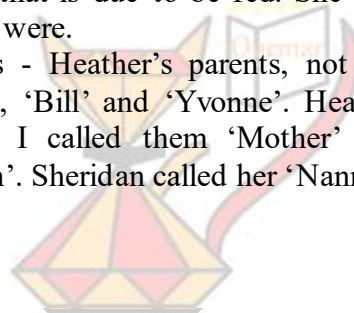 that is due to be fed. She
were.
s - Heather’s parents, not
, ‘Bill’ and ‘Yvonne’. Hea
I called them ‘Mother’
n’. Sheridan called her ‘Nann